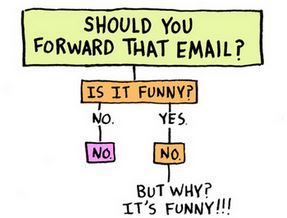 SHOULD YOU
FORWARD THAT EMAIL?
IS IT FUNNY?
NO. YES.
NO. NO.
BUT WHY?
IT'S FUNNY!!!